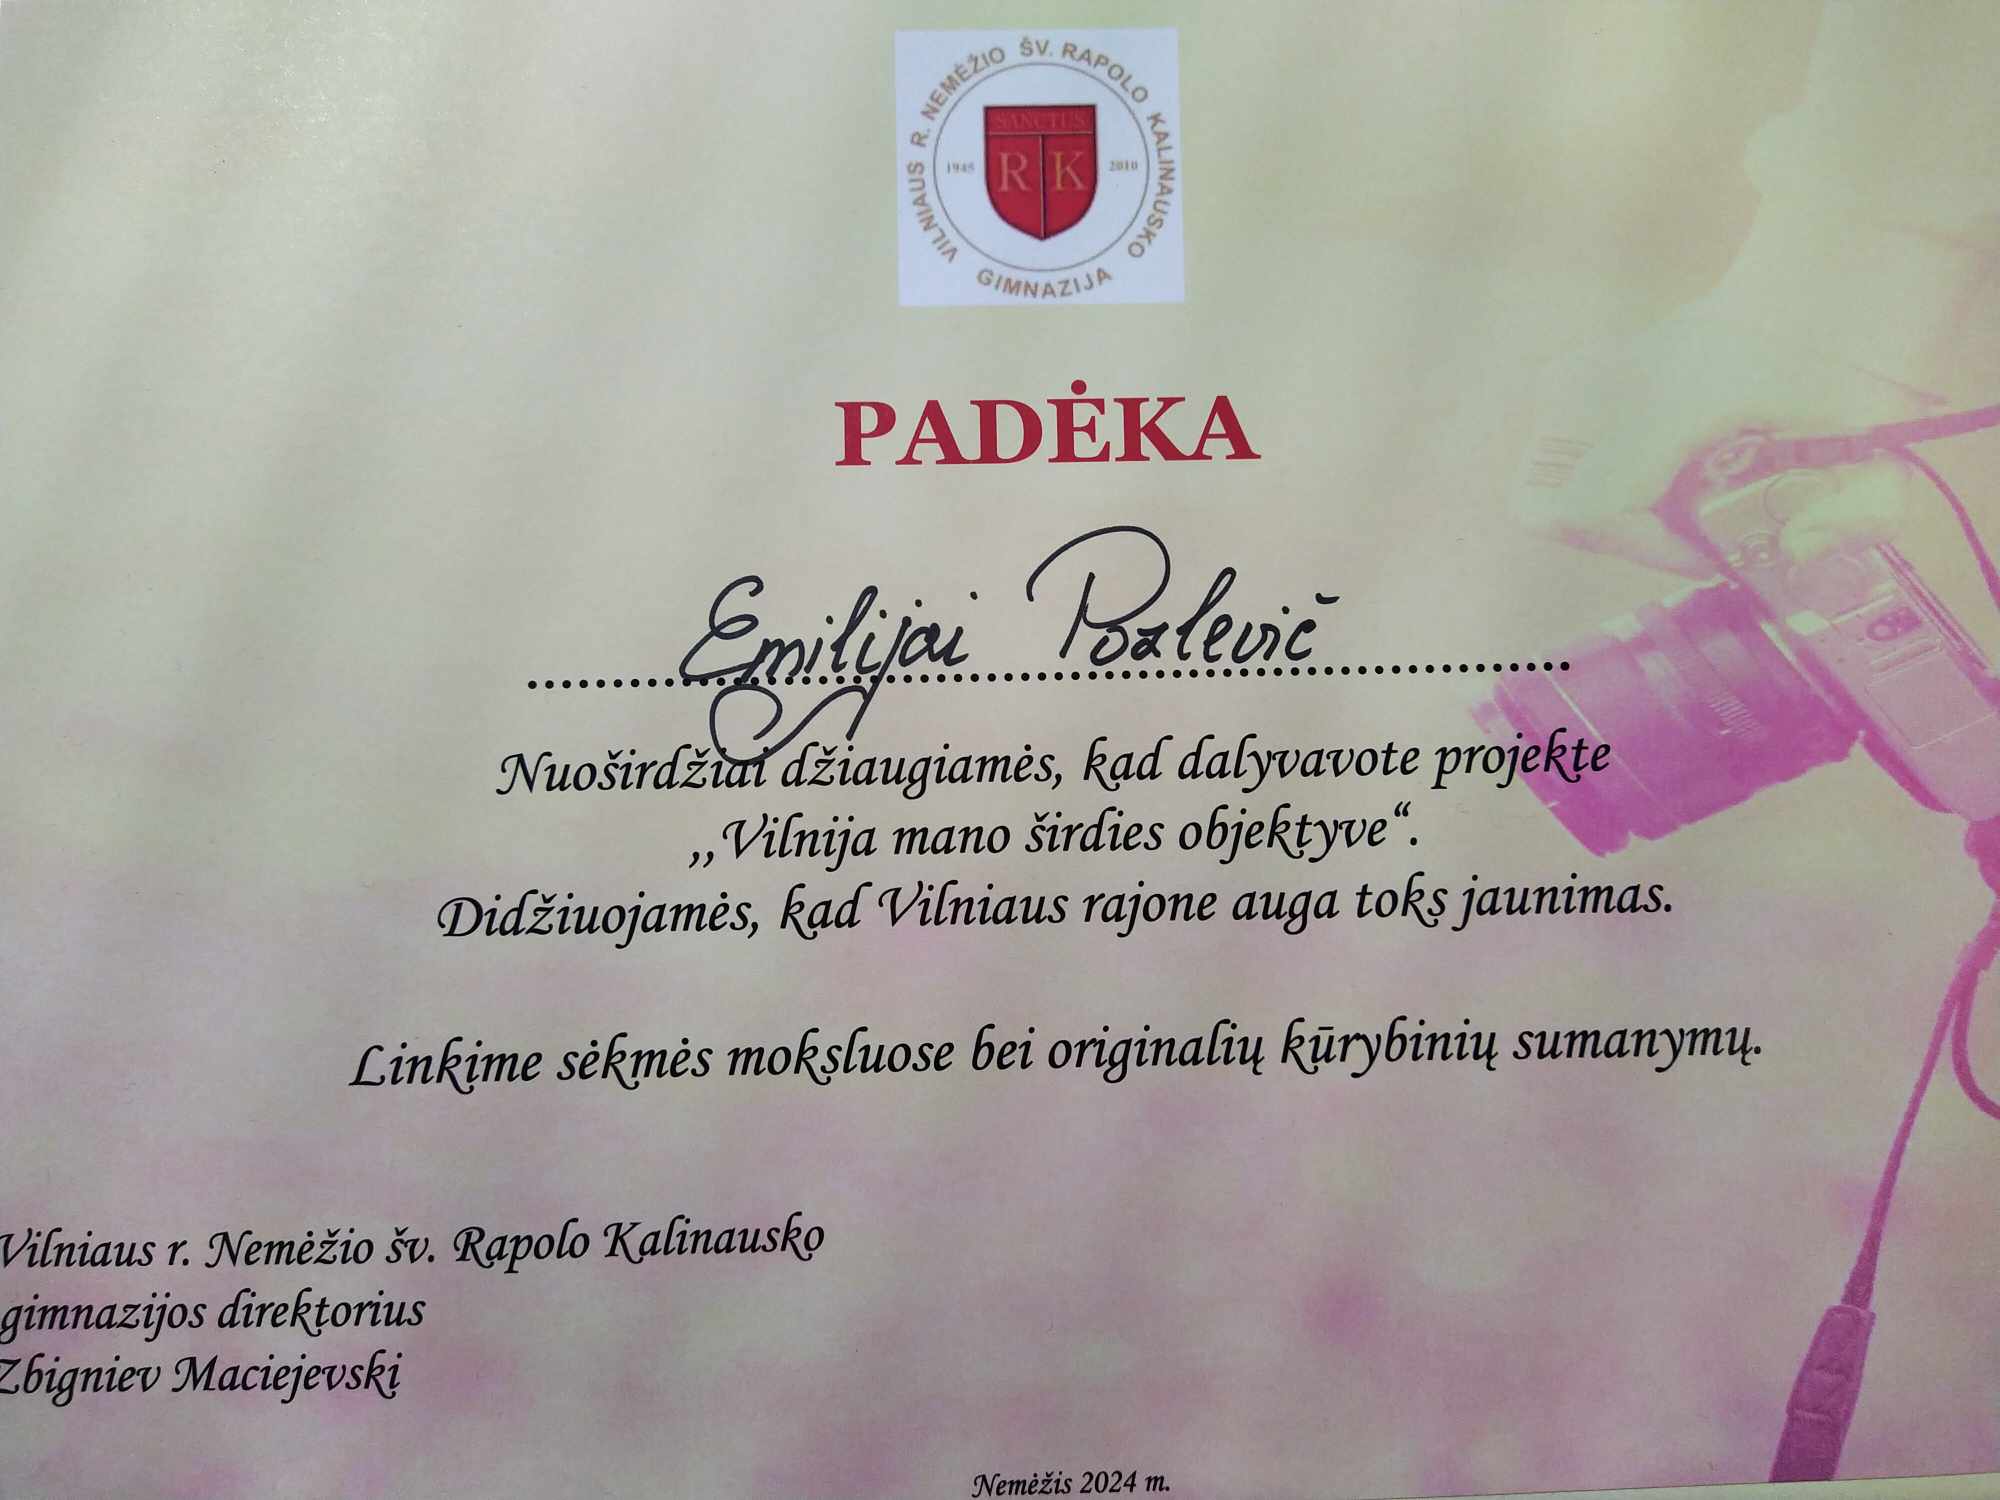 VILNIAUS R. NEMĖŽIO ŠV. RAPOLO KALINAUSKO
GIMNAZIJA
SANCTUS
1945 R K 2010
PADĖKA
Emilijai Pozlevič
Nuoširdžiai džiaugiamės, kad dalyvavote projekte
,,Vilnija mano širdies objektyve“.
Didžiuojamės, kad Vilniaus rajone auga toks jaunimas.
Linkime sėkmės moksluose bei originalių kūrybinių sumanymų.
Vilniaus r. Nemėžio šv. Rapolo Kalinausko
gimnazijos direktorius
Zbigniev Maciejevski
Nemėžis 2024 m.